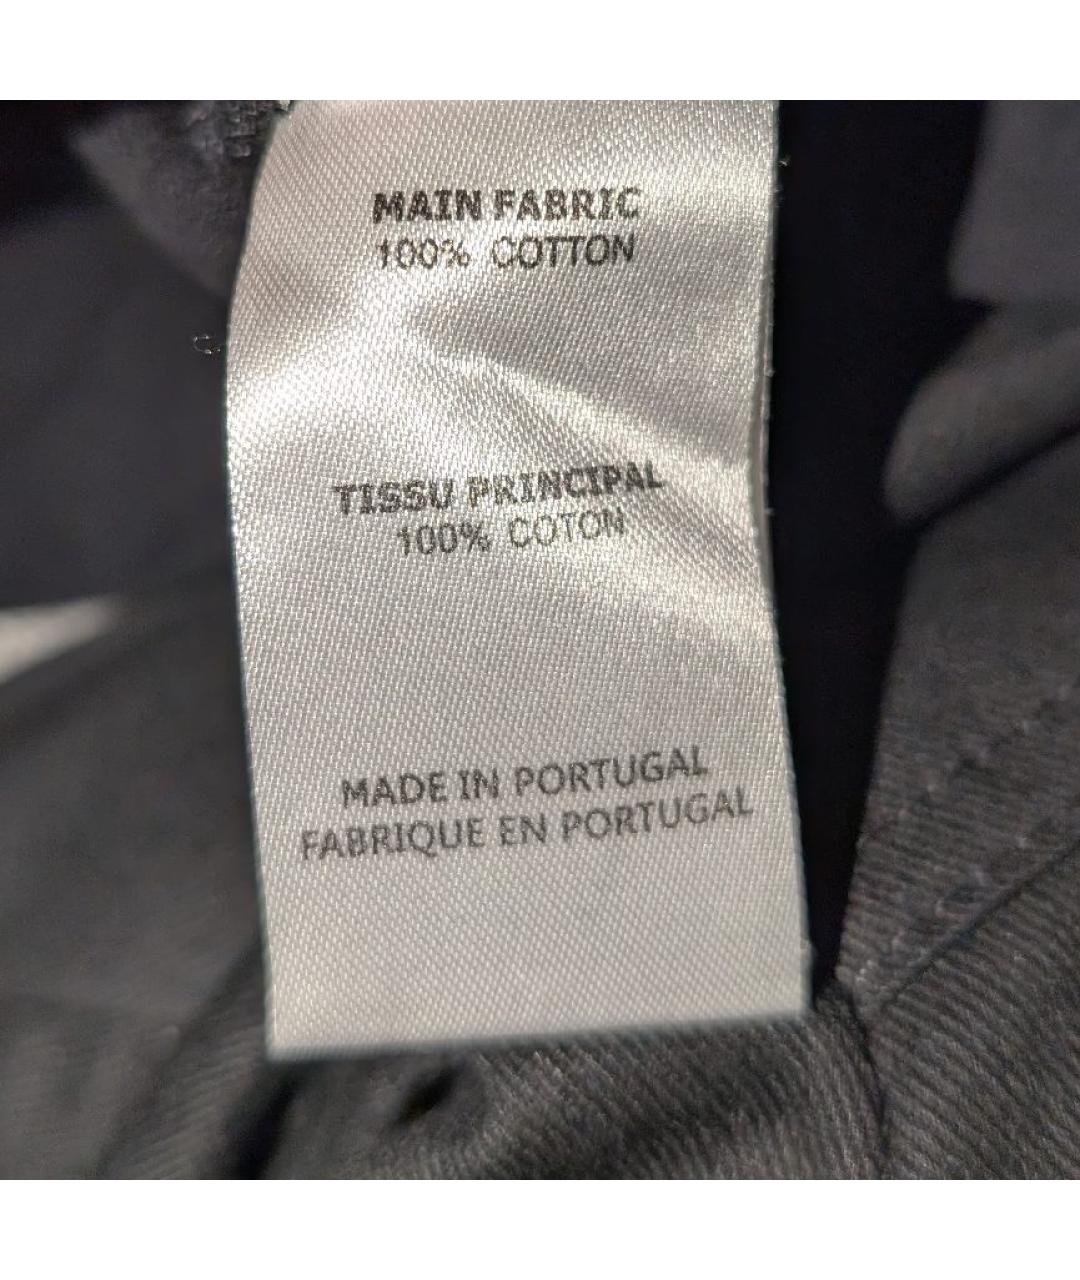 MAIN FABRIC
100% COTTON
TISSU PRINCIPAL
100% COTON
MADE IN PORTUGAL
FABRIQUE EN PORTUGAL